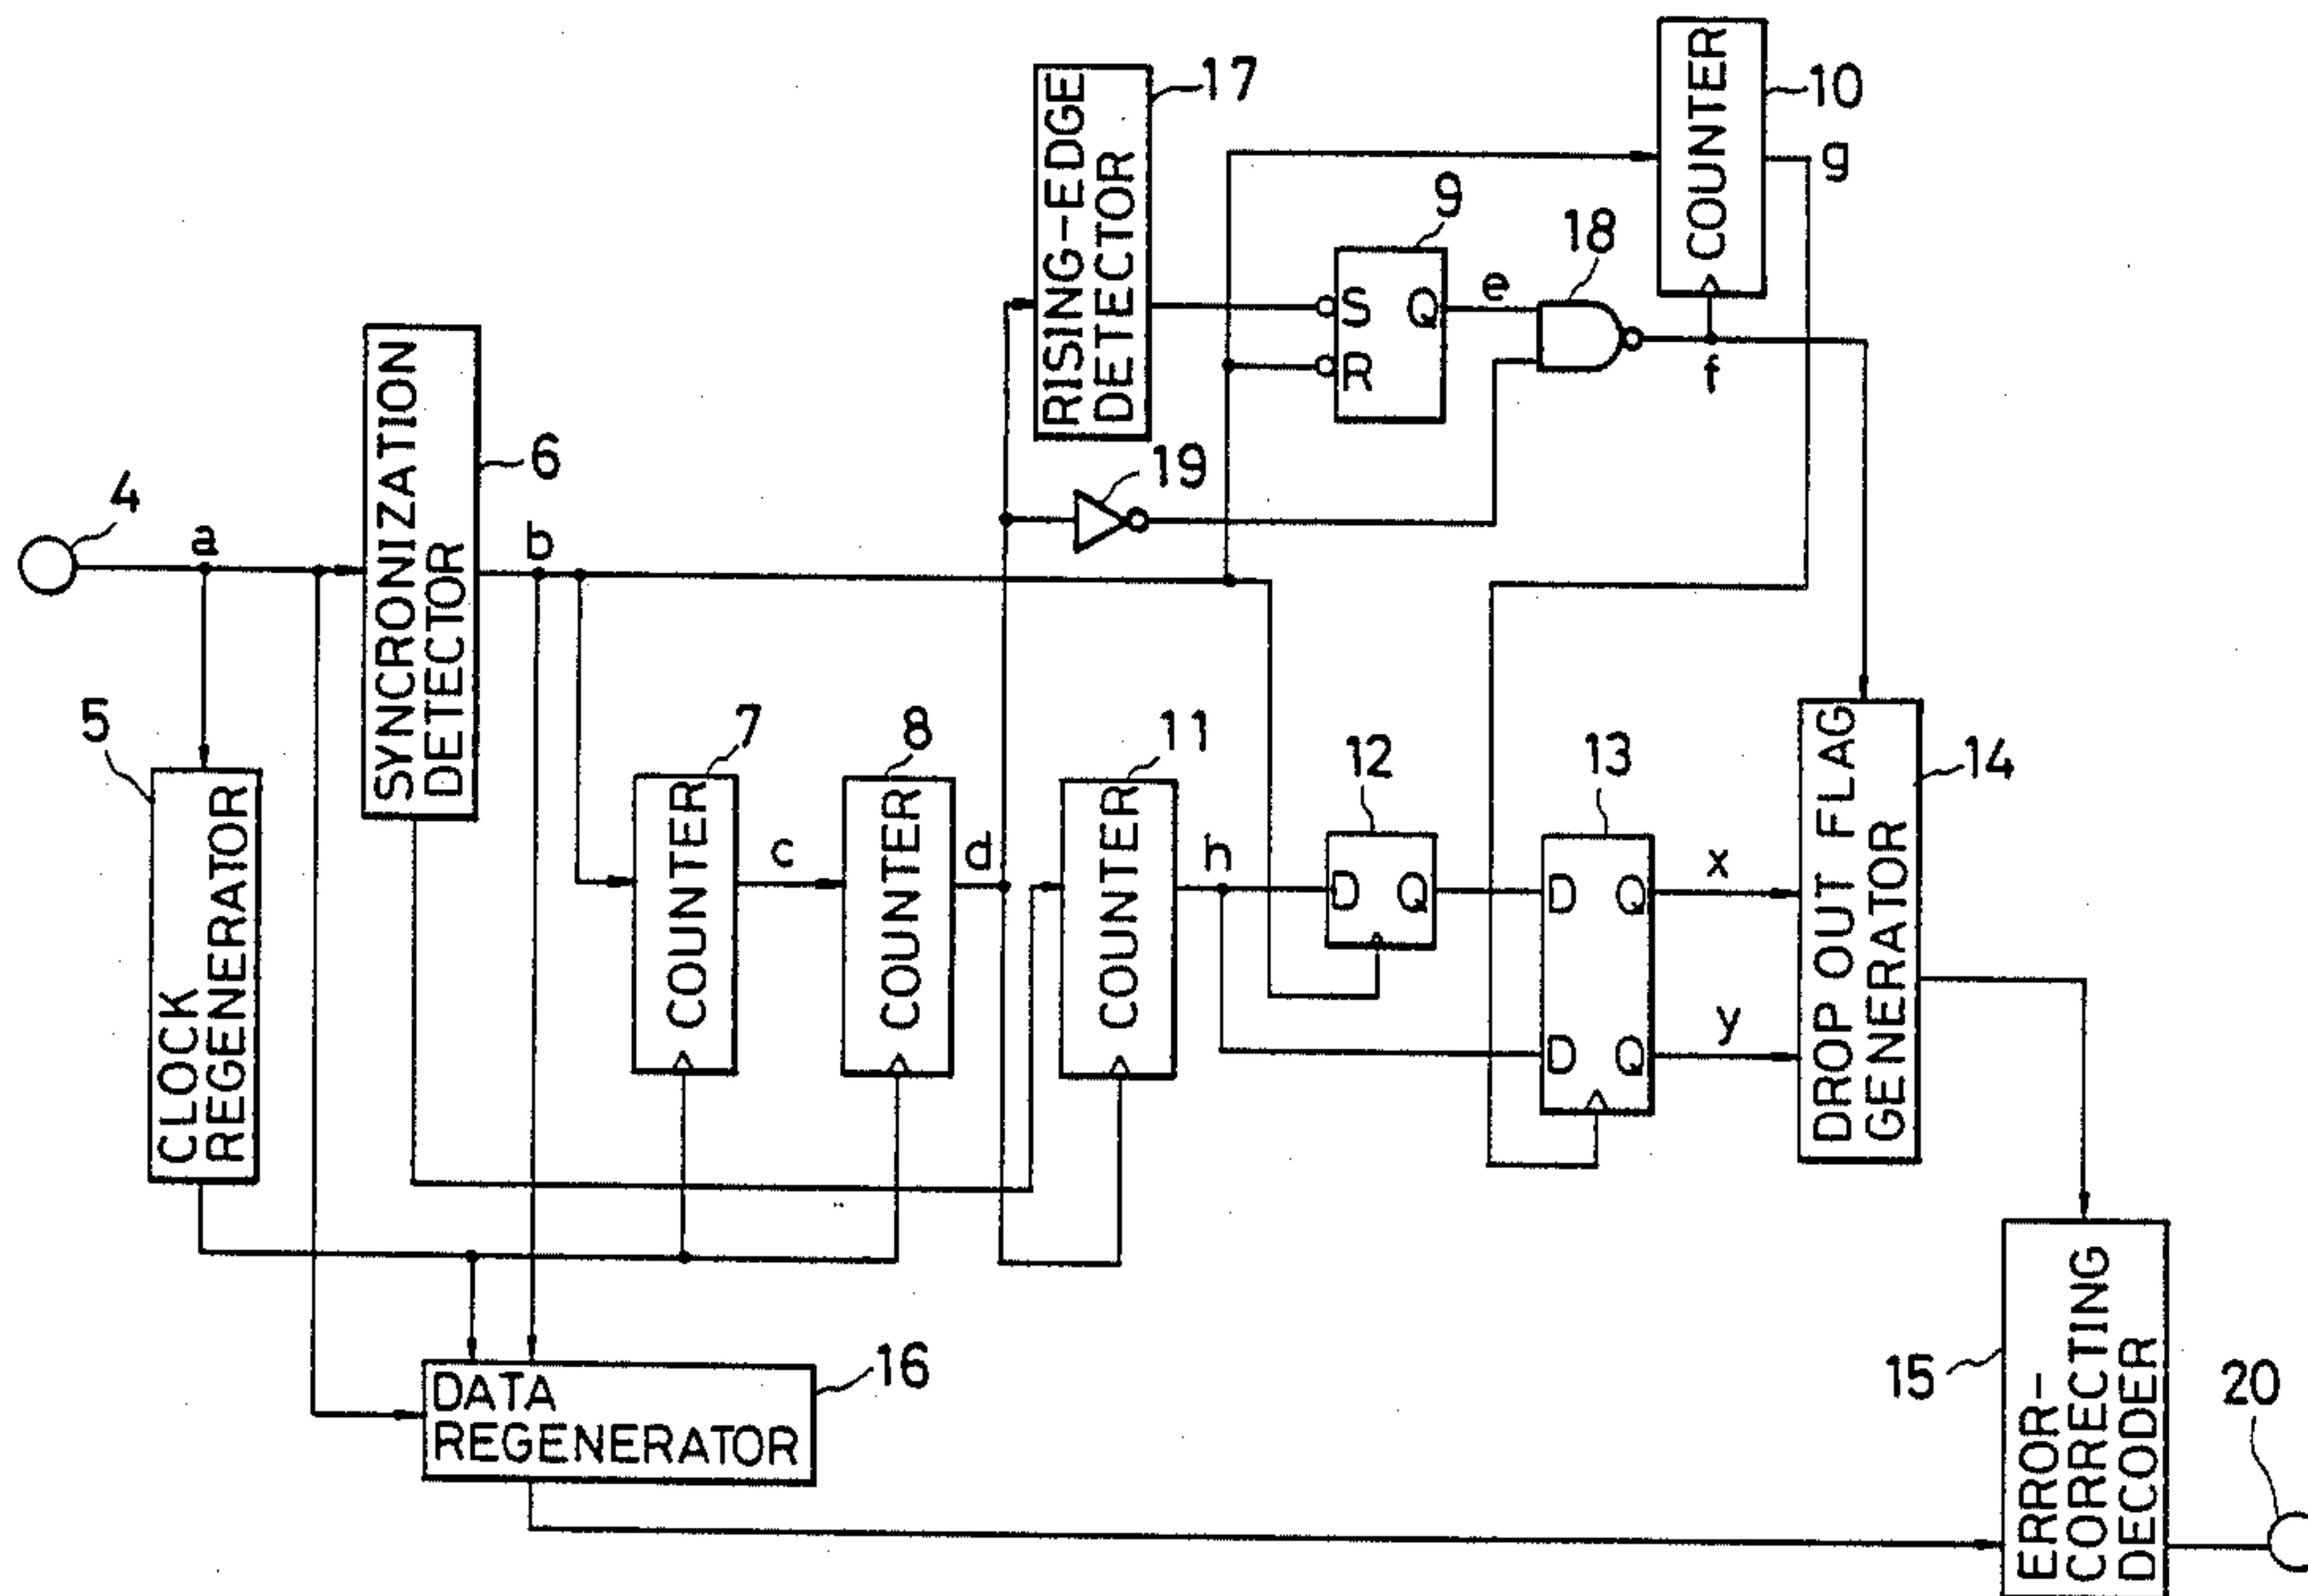 4
a
5
CLOCK
REGENERATOR
SYNCRONIZATION
DETECTOR
6
b
7
COUNTER
c
8
COUNTER
d
RISING-EDGE
DETECTOR
17
19
9
S Q
R
e
18
f
COUNTER
10
g
11
COUNTER
h
12
D Q
13
D Q
D Q
x
y
DROP OUT FLAG
GENERATOR
14
DATA
REGENERATOR
16
15
ERROR-
CORRECTING
DECODER
20